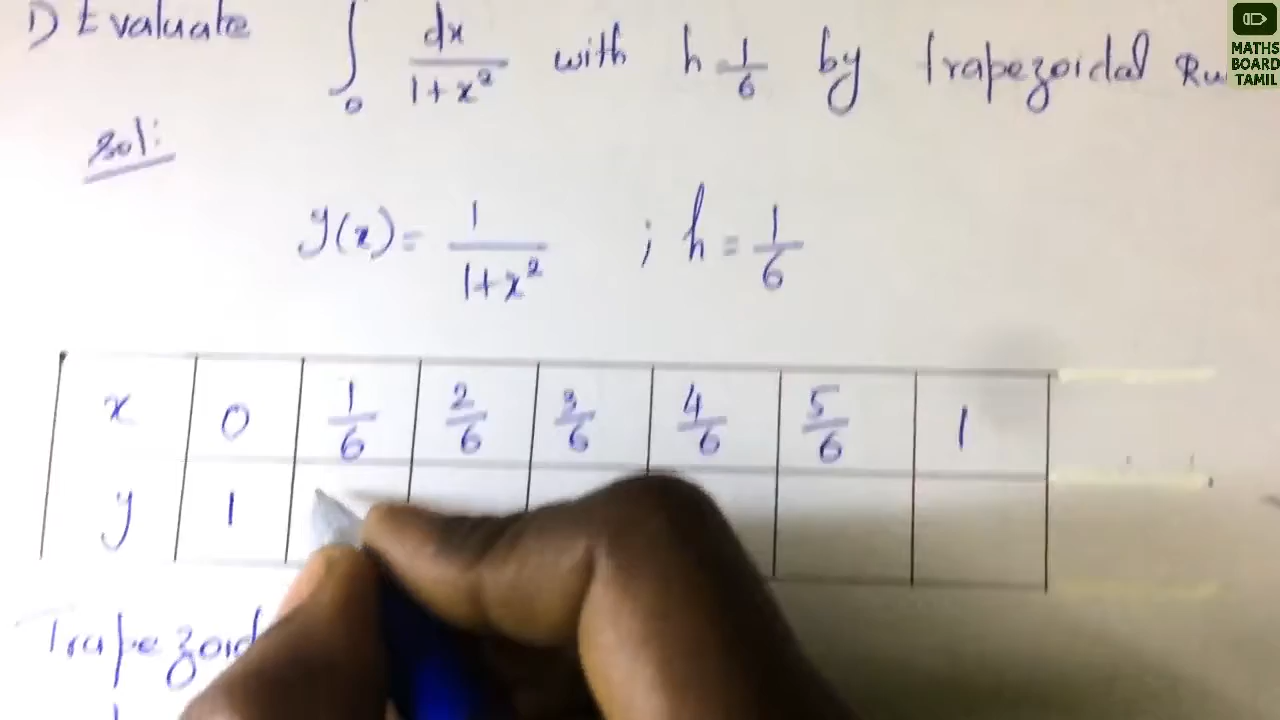 1) Evaluate ∫₀ dx/(1+x²) with h 1/6 by Trapezoidal Ru
Sol:
y(x) = 1/(1+x²) ; h = 1/6
x 0 1/6 2/6 3/6 4/6 5/6 1
y 1
Trapezoid
MATHS
BOARD
TAMIL